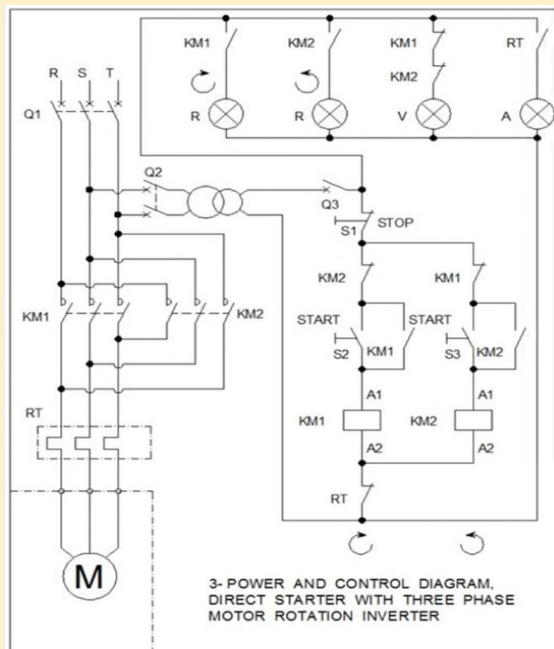 KM1 KM2 KM1 RT
KM2
R S T
Q1
R R V A
Q2
Q3
S1 STOP
KM2 KM1
KM1 KM2
START START
S2 KM1 S3 KM2
A1 A1
RT
KM1 KM2
A2 A2
RT
M
3- POWER AND CONTROL DIAGRAM,
DIRECT STARTER WITH THREE PHASE
MOTOR ROTATION INVERTER